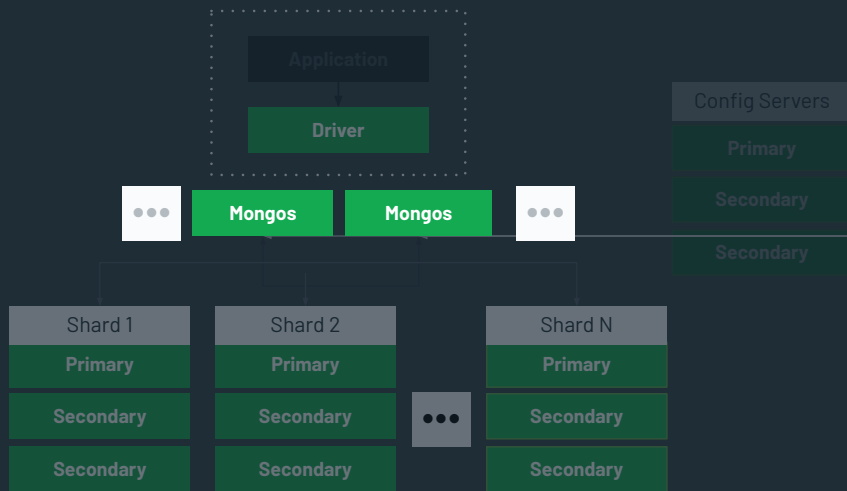 Application
Driver
Config Servers
Primary
Secondary
Secondary
Mongos
Mongos
Shard 1
Primary
Secondary
Secondary
Shard 2
Primary
Secondary
Secondary
Shard N
Primary
Secondary
Secondary